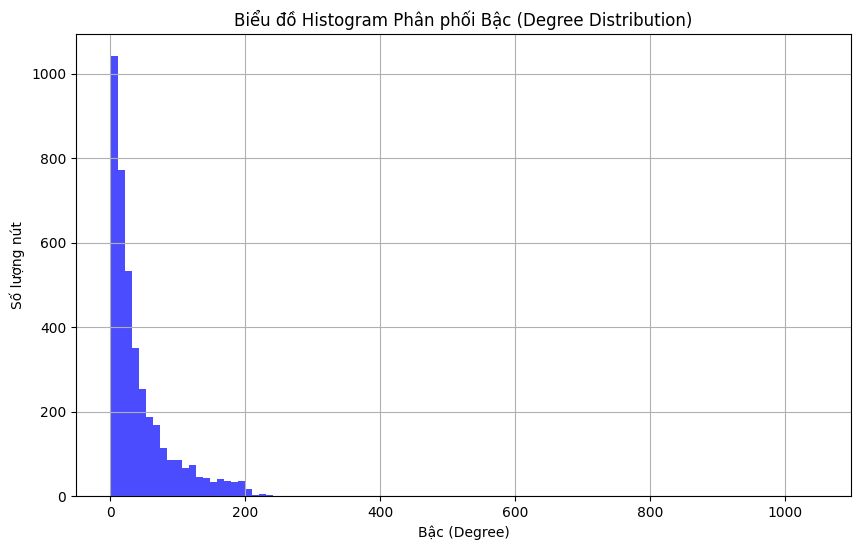 Biểu đồ Histogram Phân phối Bậc (Degree Distribution)
1000
800
600
400
200
0
Số lượng nút
0 200 400 600 800 1000
Bậc (Degree)